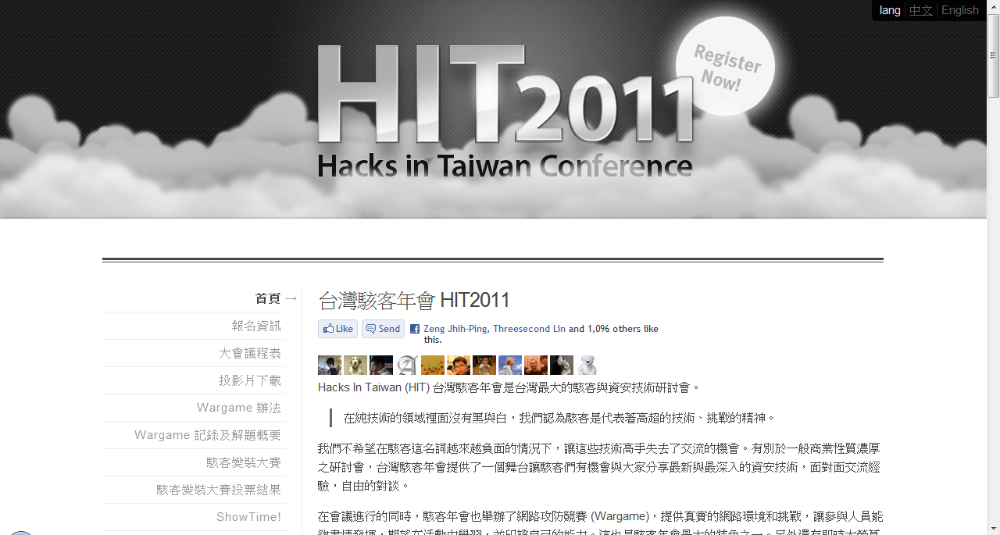 lang 中文 English
Register
Now!
HIT2011
Hacks in Taiwan Conference
首頁 →
報名資訊
大會議程表
投影片下載
Wargame 辦法
Wargame 記錄及解題概要
駭客變裝大賽
駭客變裝大賽投票結果
ShowTime!
台灣駭客年會 HIT2011
Like Send Zeng Jhih-Ping, Threesecond Lin and 1,096 others like
this.
Hacks In Taiwan (HIT) 台灣駭客年會是台灣最大的駭客與資安技術研討會。
在純技術的領域裡面沒有黑與白，我們認為駭客是代表著高超的技術、挑戰的精神。
我們不希望在駭客這名詞越來越負面的情況下，讓這些技術高手失去了交流的機會。有別於一般商業性質濃厚
之研討會，台灣駭客年會提供了一個舞台讓駭客們有機會與大家分享最新與最深入的資安技術，面對面交流經
驗，自由的對談。
在會議進行的同時，駭客年會也舉辦了網路攻防競賽 (Wargame)，提供真實的網路環境和挑戰，讓參與人員能